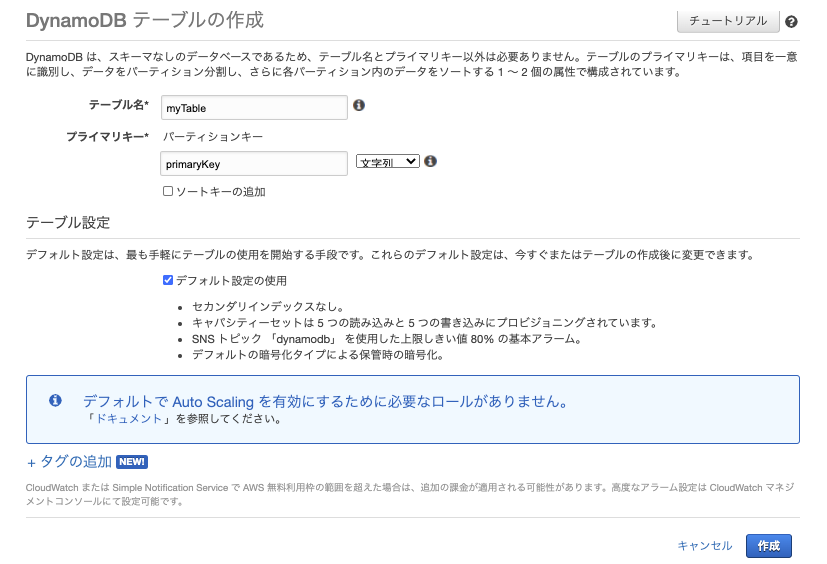 DynamoDB テーブルの作成
チュートリアル
DynamoDB は、スキーマなしのデータベースであるため、テーブル名とプライマリキー以外は必要ありません。テーブルのプライマリキーは、項目を一意
に識別し、データをパーティション分割し、さらに各パーティション内のデータをソートする 1 〜 2 個の属性で構成されています。
テーブル名* myTable
プライマリキー* パーティションキー
primaryKey 文字列
ソートキーの追加
テーブル設定
デフォルト設定は、最も手軽にテーブルの使用を開始する手段です。これらのデフォルト設定は、今すぐまたはテーブルの作成後に変更できます。
デフォルト設定の使用
• セカンダリインデックスなし。
• キャパシティーセットは 5 つの読み込みと 5 つの書き込みにプロビジョニングされています。
• SNS トピック 「dynamodb」 を使用した上限しきい値 80% の基本アラーム。
• デフォルトの暗号化タイプによる保管時の暗号化。
デフォルトで Auto Scaling を有効にするために必要なロールがありません。
「ドキュメント」を参照してください。
+ タグの追加 NEW!
CloudWatch または Simple Notification Service で AWS 無料利用枠の範囲を超えた場合は、追加の課金が適用される可能性があります。高度なアラーム設定は CloudWatch マネジ
メントコンソールにて設定可能です。
キャンセル 作成